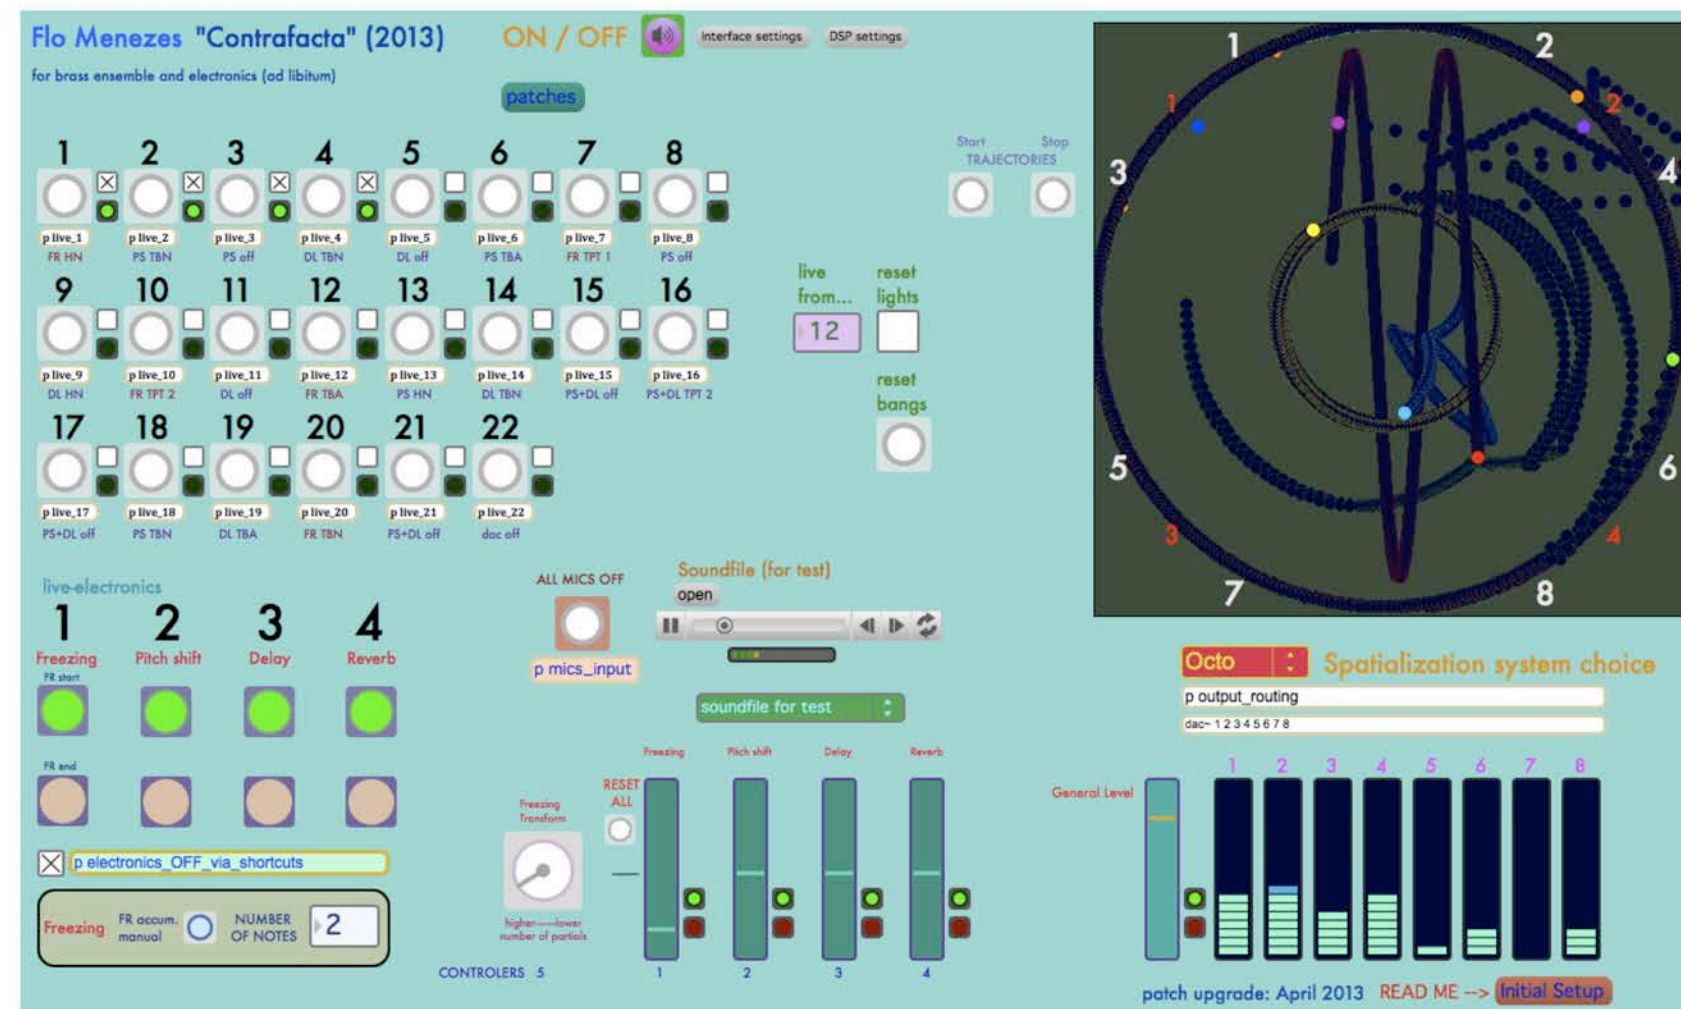 Flo Menezes "Contrafacta" (2013)
for brass ensemble and electronics (ad libitum)
ON / OFF
Interface settings
DSP settings
patches
1 2 3 4 5 6 7 8
p live_1 p live_2 p live_3 p live_4 p live_5 p live_6 p live_7 p live_8
FR HN PS TBN PS off DL TBN DL off PS TBA FR TPT 1 PS off
9 10 11 12 13 14 15 16
p live_9 p live_10 p live_11 p live_12 p live_13 p live_14 p live_15 p live_16
DL HN FR TPT 2 DL off FR TBA PS HN DL TBN PS+DL off PS+DL TPT 2
17 18 19 20 21 22
p live_17 p live_18 p live_19 p live_20 p live_21 p live_22
PS+DL off PS TBN DL TBA FR TBN PS+DL off dac off
Start Stop
TRAJECTORIES
live
from...
12
reset
lights
reset
bangs
1 2
1 2
3 4
5 6
3 4
7 8
live-electronics
1 2 3 4
Freezing Pitch shift Delay Reverb
FR start
FR end
p electronics_OFF_via_shortcuts
Freezing
FR accum.
manual
NUMBER
OF NOTES
2
ALL MICS OFF
p mics_input
Soundfile (for test)
open
soundfile for test
Freezing Pitch shift Delay Reverb
RESET
ALL
Freezing
Transform
higher----lower
number of partials
CONTROLERS 5 1 2 3 4
Octo
Spatialization system choice
p output_routing
dac~ 1 2 3 4 5 6 7 8
1 2 3 4 5 6 7 8
General Level
patch upgrade: April 2013 READ ME --> Initial Setup